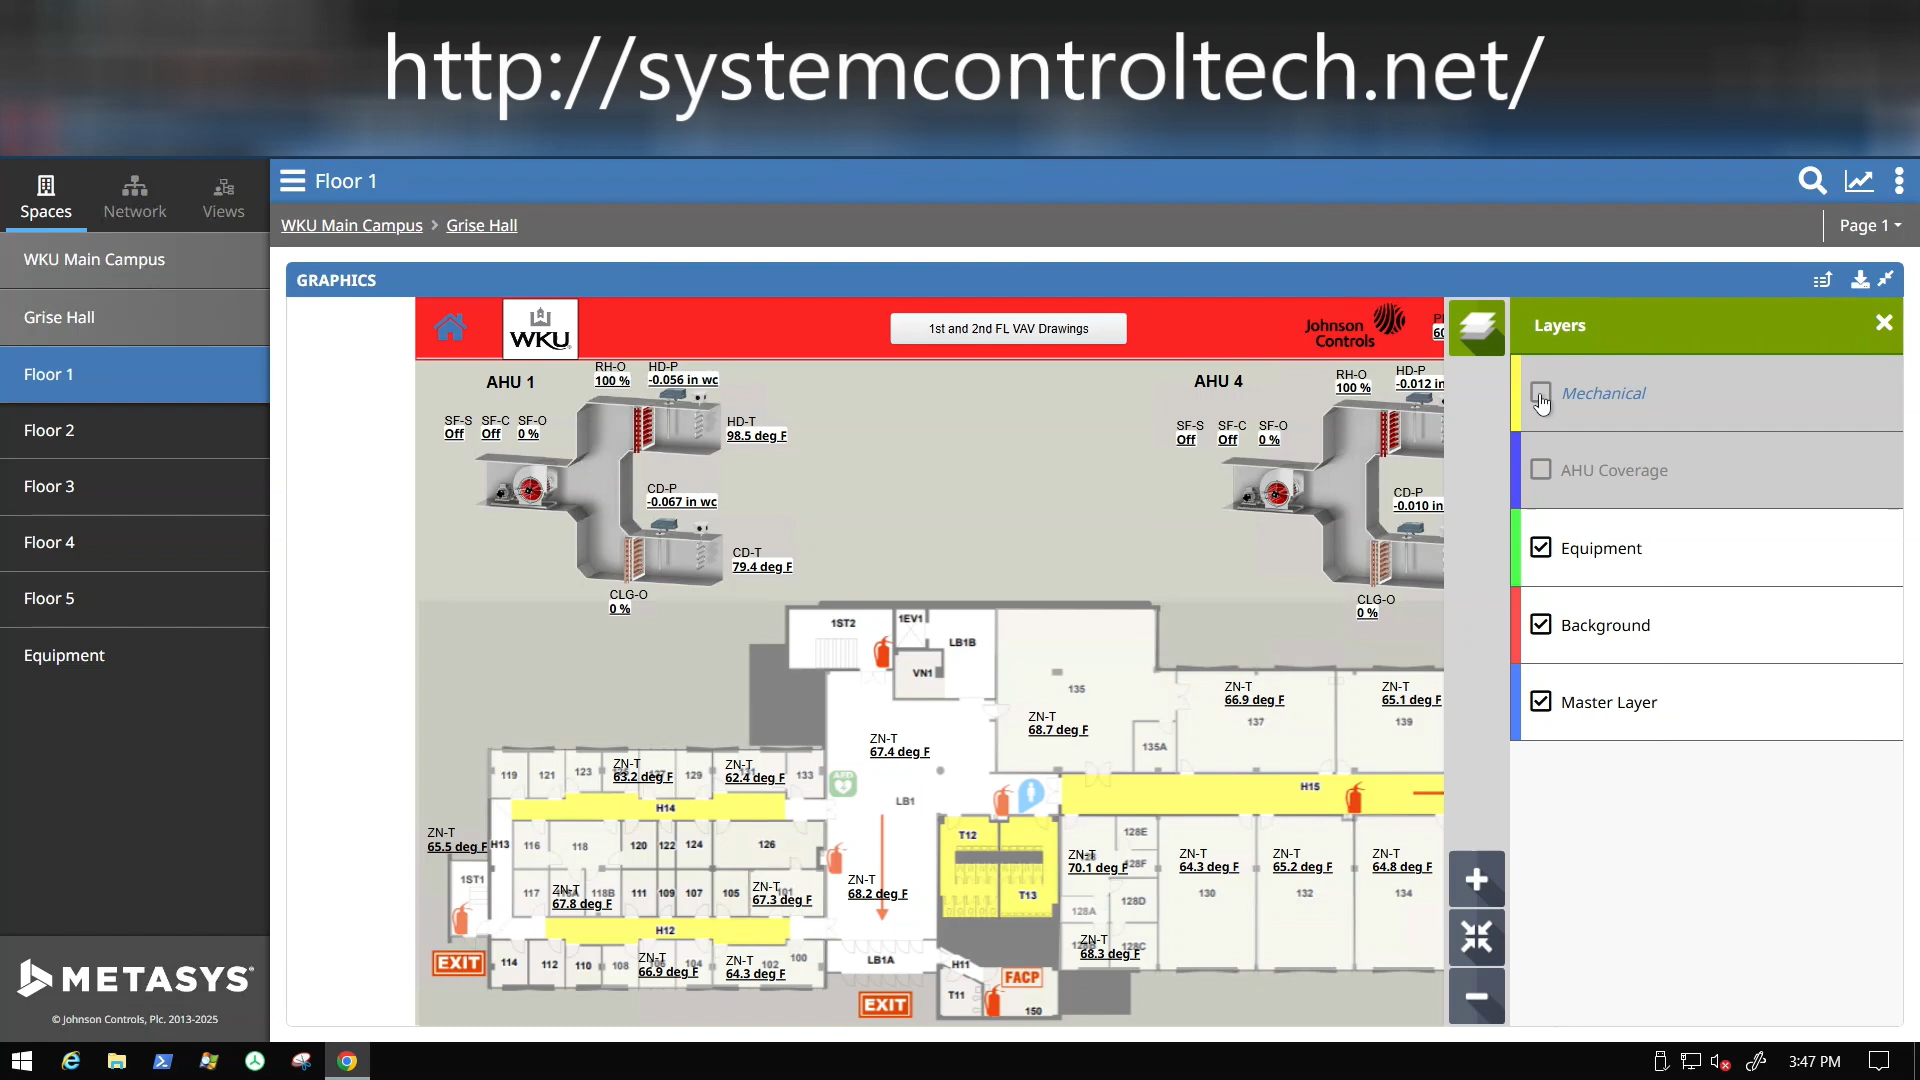 http://systemcontroltech.net/
Spaces
Network
Views
Floor 1
WKU Main Campus > Grise Hall
Page 1
WKU Main Campus
Grise Hall
Floor 1
Floor 2
Floor 3
Floor 4
Floor 5
Equipment
METASYS
© Johnson Controls, Plc. 2013-2025
GRAPHICS
WKU
1st and 2nd FL VAV Drawings
Johnson
Controls
Layers
Mechanical
AHU Coverage
Equipment
Background
Master Layer
AHU 1
RH-O
100 %
HD-P
-0.056 in wc
SF-S SF-C SF-O
Off Off 0 %
HD-T
98.5 deg F
CD-P
-0.067 in wc
CD-T
79.4 deg F
CLG-O
0 %
AHU 4
RH-O
100 %
HD-P
-0.012 in
SF-S SF-C SF-O
Off Off 0 %
CD-P
-0.010 in
CLG-O
0 %
1ST2
1EV1
LB1B
VN1
135
ZN-T
68.7 deg F
135A
ZN-T
66.9 deg F
137
ZN-T
65.1 deg F
139
ZN-T
67.4 deg F
LB1
119 121 123
ZN-T
63.2 deg F
129
ZN-T
62.4 deg F
133
AED
H14
H15
ZN-T
65.5 deg F
H13 116 118 120 122 124 126
1ST1
117
ZN-T
67.8 deg F
118B 111 109 107 105
ZN-T
67.3 deg F
101
ZN-T
68.2 deg F
T12
T13
128E
ZN-T
70.1 deg F
128F
128D
128A
ZN-T
68.3 deg F
128C
ZN-T
64.3 deg F
130
ZN-T
65.2 deg F
132
ZN-T
64.8 deg F
134
H12
EXIT
114 112 110 108
ZN-T
66.9 deg F
104
ZN-T
64.3 deg F
102 100
LB1A
H11
T11
FACP
150
EXIT
3:47 PM